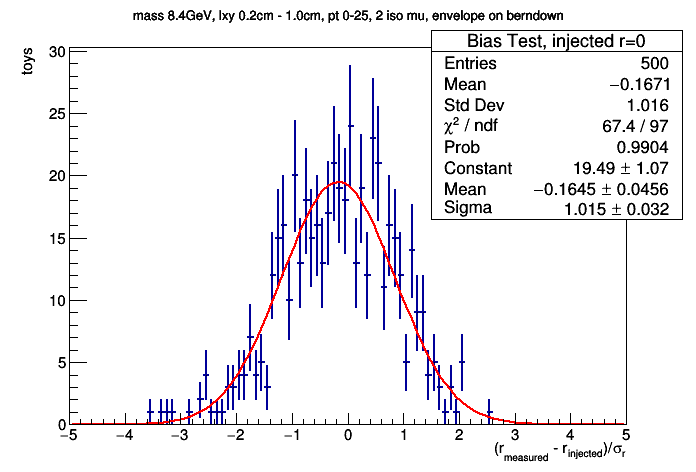 mass 8.4GeV, lxy 0.2cm - 1.0cm, pt 0-25, 2 iso mu, envelope on berndown
Bias Test, injected r=0
Entries 500
Mean −0.1671
Std Dev 1.016
χ² / ndf 67.4 / 97
Prob 0.9904
Constant 19.49 ± 1.07
Mean −0.1645 ± 0.0456
Sigma 1.015 ± 0.032
toys
30
25
20
15
10
5
0
−5 −4 −3 −2 −1 0 1 2 3 4 5
(r_measured - r_injected)/σ_r